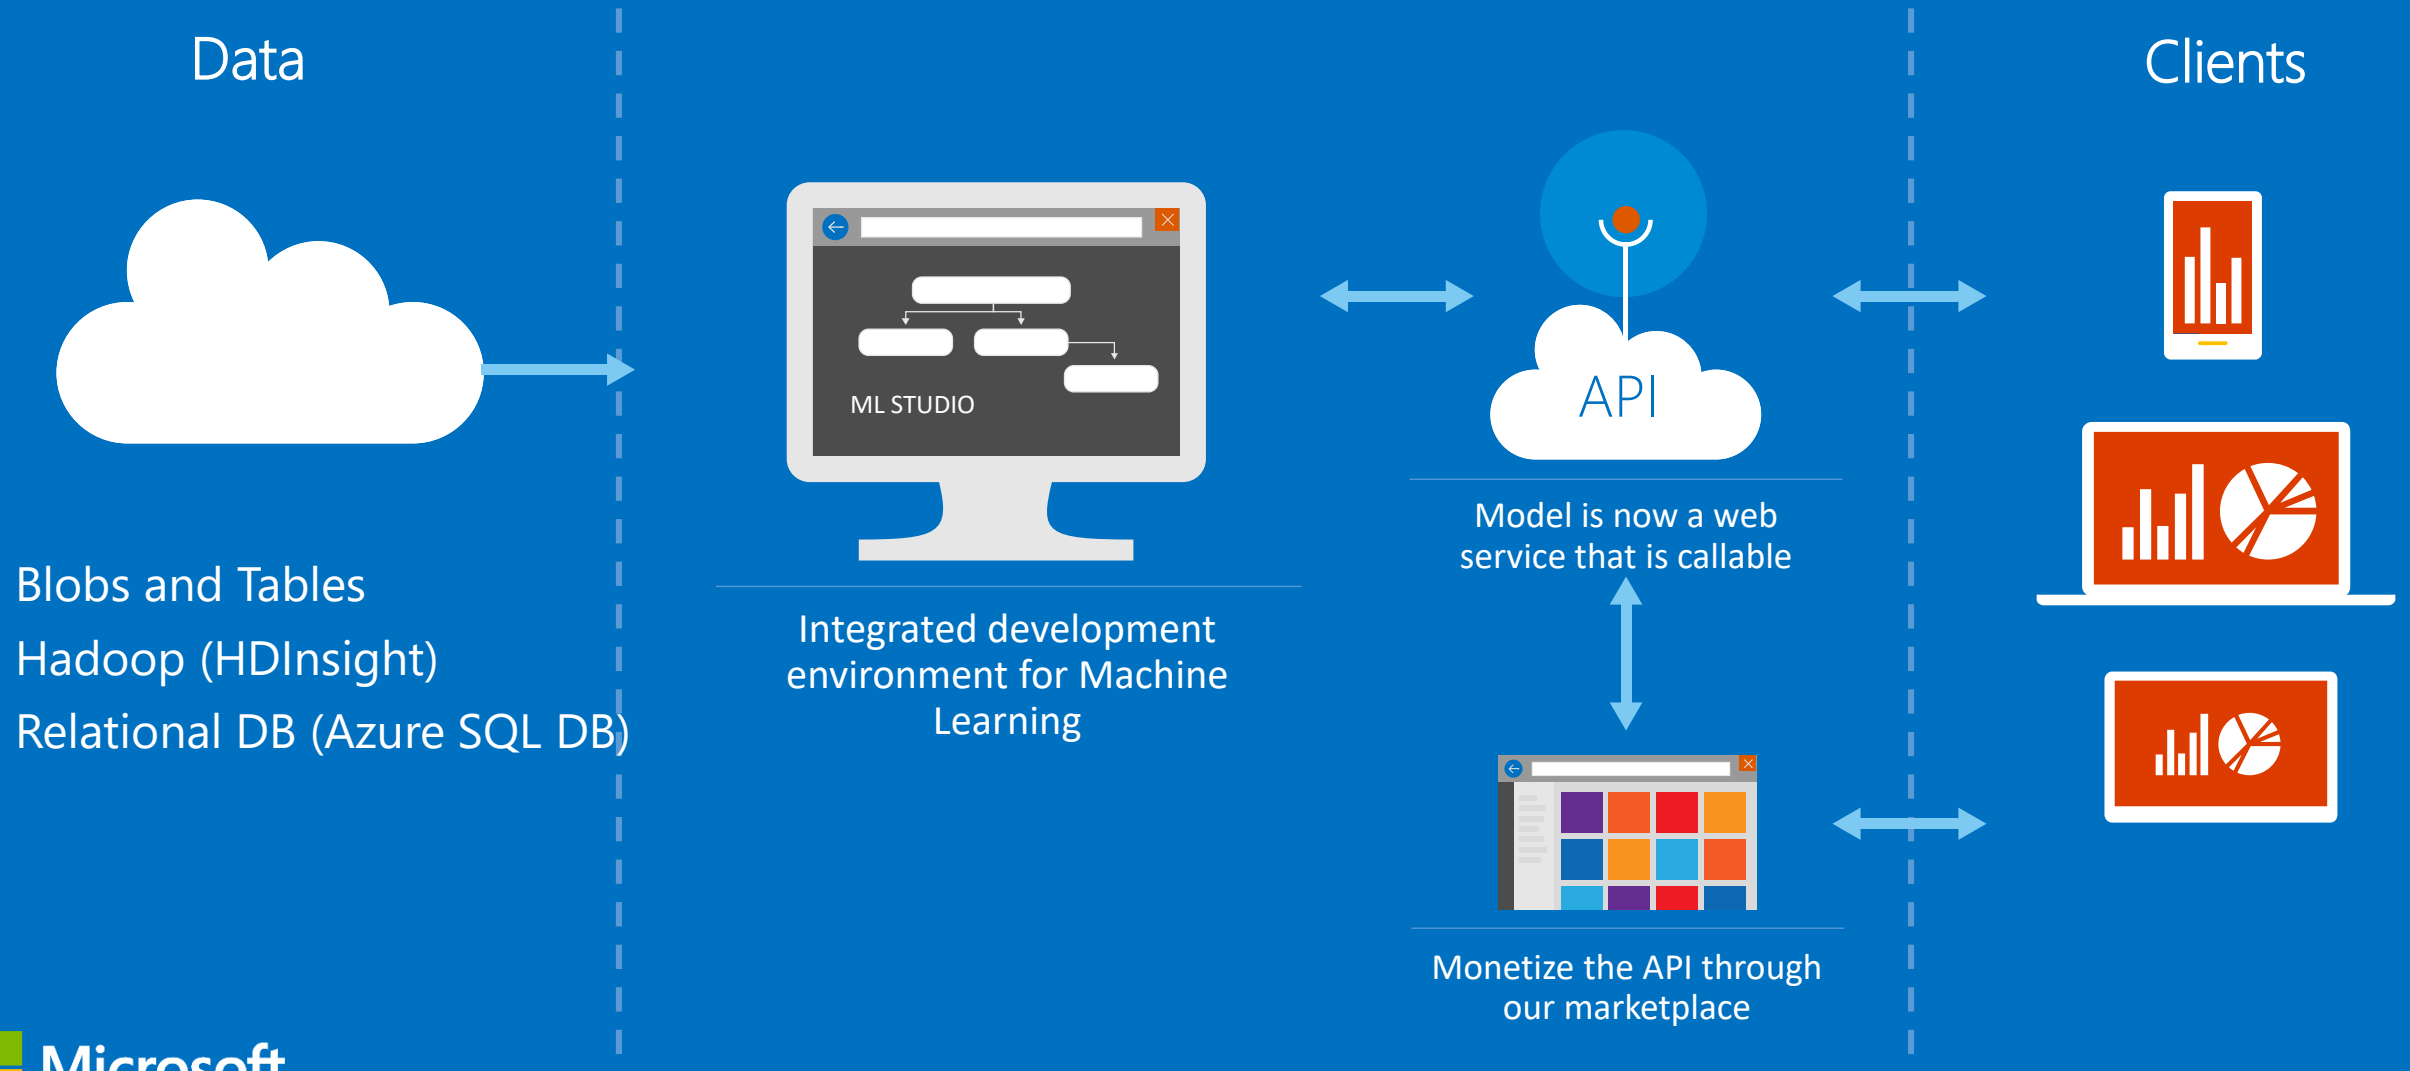 Data
Clients
ML STUDIO
API
Blobs and Tables
Hadoop (HDInsight)
Relational DB (Azure SQL DB)
Integrated development
environment for Machine
Learning
Model is now a web
service that is callable
Monetize the API through
our marketplace
Microsoft